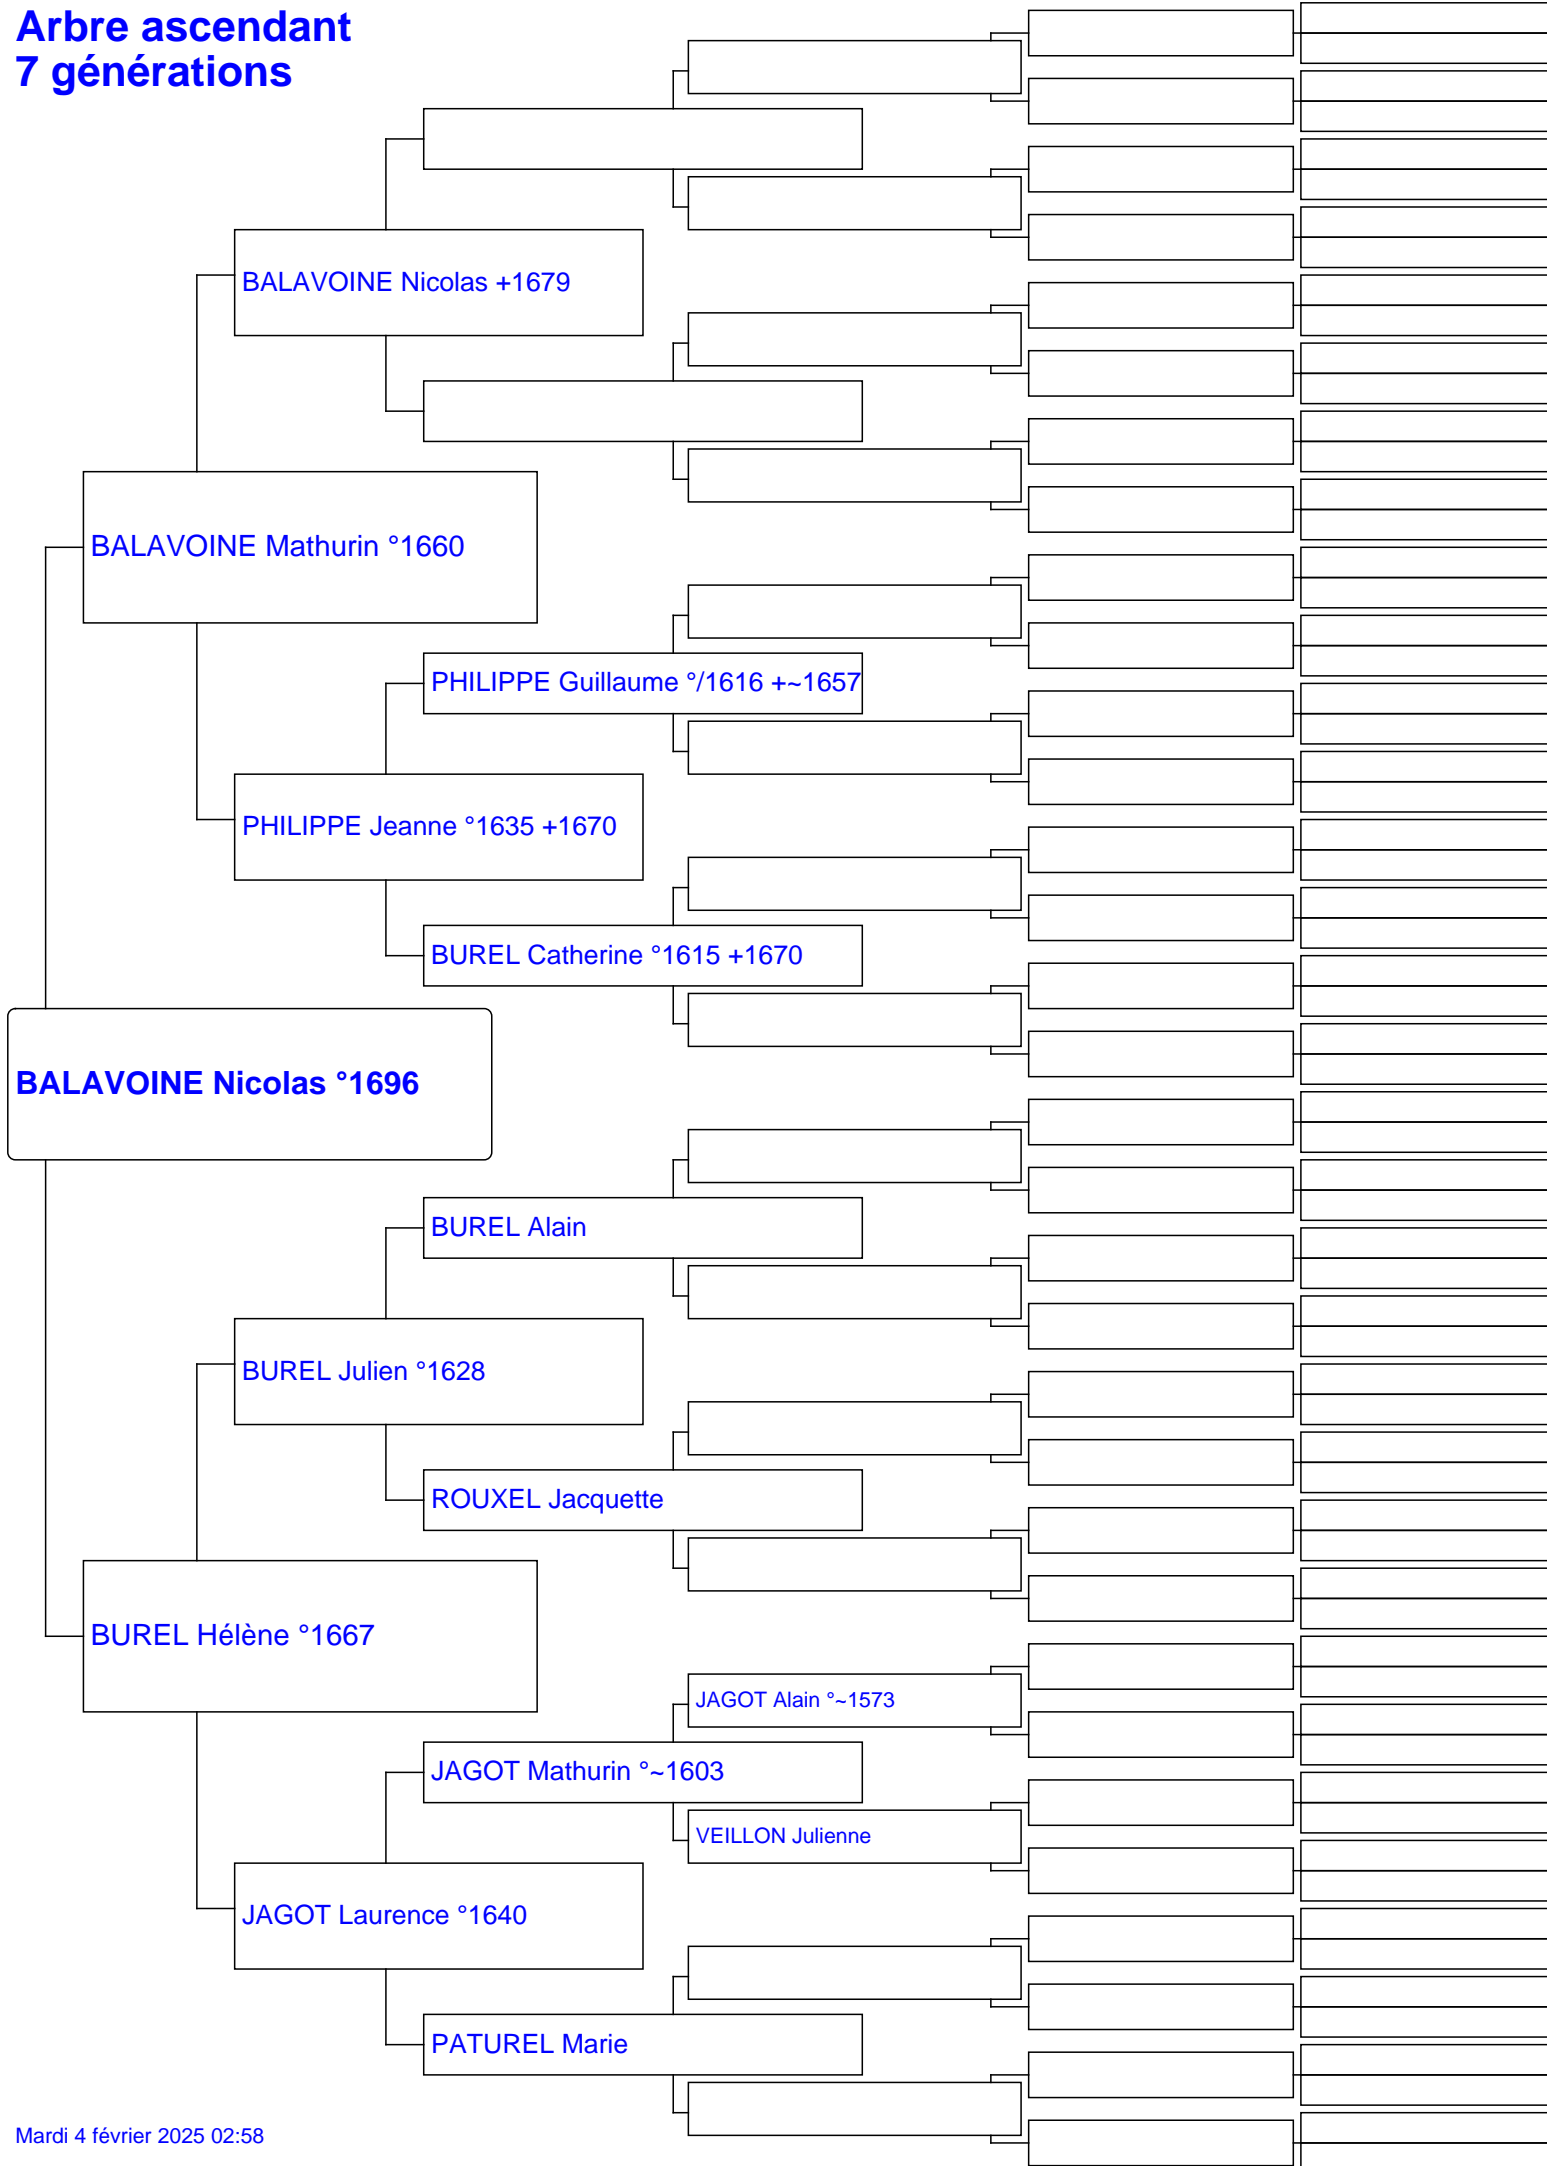 Arbre ascendant
7 générations
BALAVOINE Nicolas +1679
BALAVOINE Mathurin °1660
PHILIPPE Guillaume °/1616 +~1657
PHILIPPE Jeanne °1635 +1670
BUREL Catherine °1615 +1670
BALAVOINE Nicolas °1696
BUREL Alain
BUREL Julien °1628
ROUXEL Jacquette
BUREL Hélène °1667
JAGOT Alain °~1573
JAGOT Mathurin °~1603
VEILLON Julienne
JAGOT Laurence °1640
PATUREL Marie
Mardi 4 février 2025 02:58